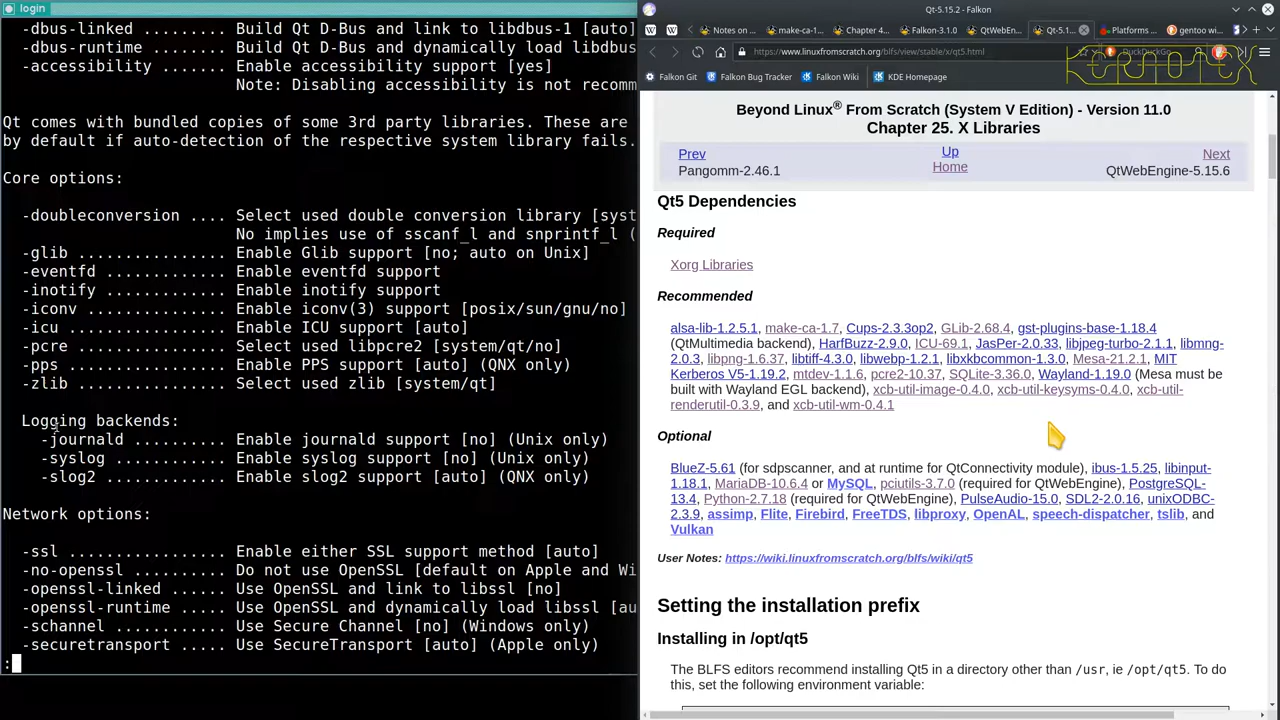 login
-dbus-linked ........ Build Qt D-Bus and link to libdbus-1 [auto]
-dbus-runtime ....... Build Qt D-Bus and dynamically load libdbus
-accessibility ...... Enable accessibility support [yes]
Note: Disabling accessibility is not recomm
Qt comes with bundled copies of some 3rd party libraries. These are
by default if auto-detection of the respective system library fails.
Core options:
-doubleconversion .... Select used double conversion library [syst
No implies use of sscanf_l and snprintf_l (
-glib ................ Enable Glib support [no; auto on Unix]
-eventfd ............. Enable eventfd support
-inotify ............. Enable inotify support
-iconv ............... Enable iconv(3) support [posix/sun/gnu/no]
-icu ................. Enable ICU support [auto]
-pcre ................ Select used libpcre2 [system/qt/no]
-pps ................. Enable PPS support [auto] (QNX only)
-zlib ................ Select used zlib [system/qt]
Logging backends:
-journald .......... Enable journald support [no] (Unix only)
-syslog ............ Enable syslog support [no] (Unix only)
-slog2 ............. Enable slog2 support [auto] (QNX only)
Network options:
-ssl ................. Enable either SSL support method [auto]
-no-openssl .......... Do not use OpenSSL [default on Apple and Wi
-openssl-linked ...... Use OpenSSL and link to libssl [no]
-openssl-runtime ..... Use OpenSSL and dynamically load libssl [au
-schannel ............ Use Secure Channel [no] (Windows only)
-securetransport ..... Use SecureTransport [auto] (Apple only)
:
Qt-5.15.2 - Falkon
Notes on ... make-ca-1... Chapter 4... Falkon-3.1.0 QtWebEn... Qt-5.1... Platforms ... gentoo wi...
https://www.linuxfromscratch.org/blfs/view/stable/x/qt5.html
DuckDuckGo
Falkon Git Falkon Bug Tracker Falkon Wiki KDE Homepage
Beyond Linux® From Scratch (System V Edition) - Version 11.0
Chapter 25. X Libraries
Prev Up Next
Pangomm-2.46.1 Home QtWebEngine-5.15.6
Qt5 Dependencies
Required
Xorg Libraries
Recommended
alsa-lib-1.2.5.1, make-ca-1.7, Cups-2.3.3op2, GLib-2.68.4, gst-plugins-base-1.18.4
(QtMultimedia backend), HarfBuzz-2.9.0, ICU-69.1, JasPer-2.0.33, libjpeg-turbo-2.1.1, libmng-
2.0.3, libpng-1.6.37, libtiff-4.3.0, libwebp-1.2.1, libxkbcommon-1.3.0, Mesa-21.2.1, MIT
Kerberos V5-1.19.2, mtdev-1.1.6, pcre2-10.37, SQLite-3.36.0, Wayland-1.19.0 (Mesa must be
built with Wayland EGL backend), xcb-util-image-0.4.0, xcb-util-keysyms-0.4.0, xcb-util-
renderutil-0.3.9, and xcb-util-wm-0.4.1
Optional
BlueZ-5.61 (for sdpscanner, and at runtime for QtConnectivity module), ibus-1.5.25, libinput-
1.18.1, MariaDB-10.6.4 or MySQL, pciutils-3.7.0 (required for QtWebEngine), PostgreSQL-
13.4, Python-2.7.18 (required for QtWebEngine), PulseAudio-15.0, SDL2-2.0.16, unixODBC-
2.3.9, assimp, Flite, Firebird, FreeTDS, libproxy, OpenAL, speech-dispatcher, tslib, and
Vulkan
User Notes: https://wiki.linuxfromscratch.org/blfs/wiki/qt5
Setting the installation prefix
Installing in /opt/qt5
The BLFS editors recommend installing Qt5 in a directory other than /usr, ie /opt/qt5. To do
this, set the following environment variable: